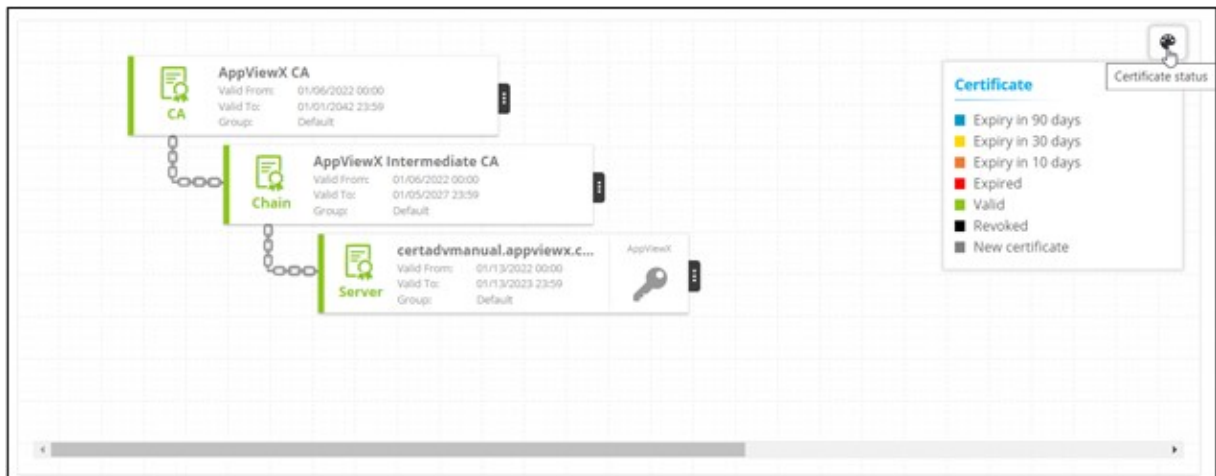 AppViewX CA
Valid From: 01/06/2022 00:00
Valid To: 01/01/2042 23:59
Group: Default
CA
AppViewX Intermediate CA
Valid From: 01/06/2022 00:00
Valid To: 01/05/2027 23:59
Group: Default
Chain
certadvmanual.appviewx.c...
Valid From: 01/13/2022 00:00
Valid To: 01/13/2023 23:59
Group: Default
Server
AppViewX
Certificate status
Certificate
Expiry in 90 days
Expiry in 30 days
Expiry in 10 days
Expired
Valid
Revoked
New certificate